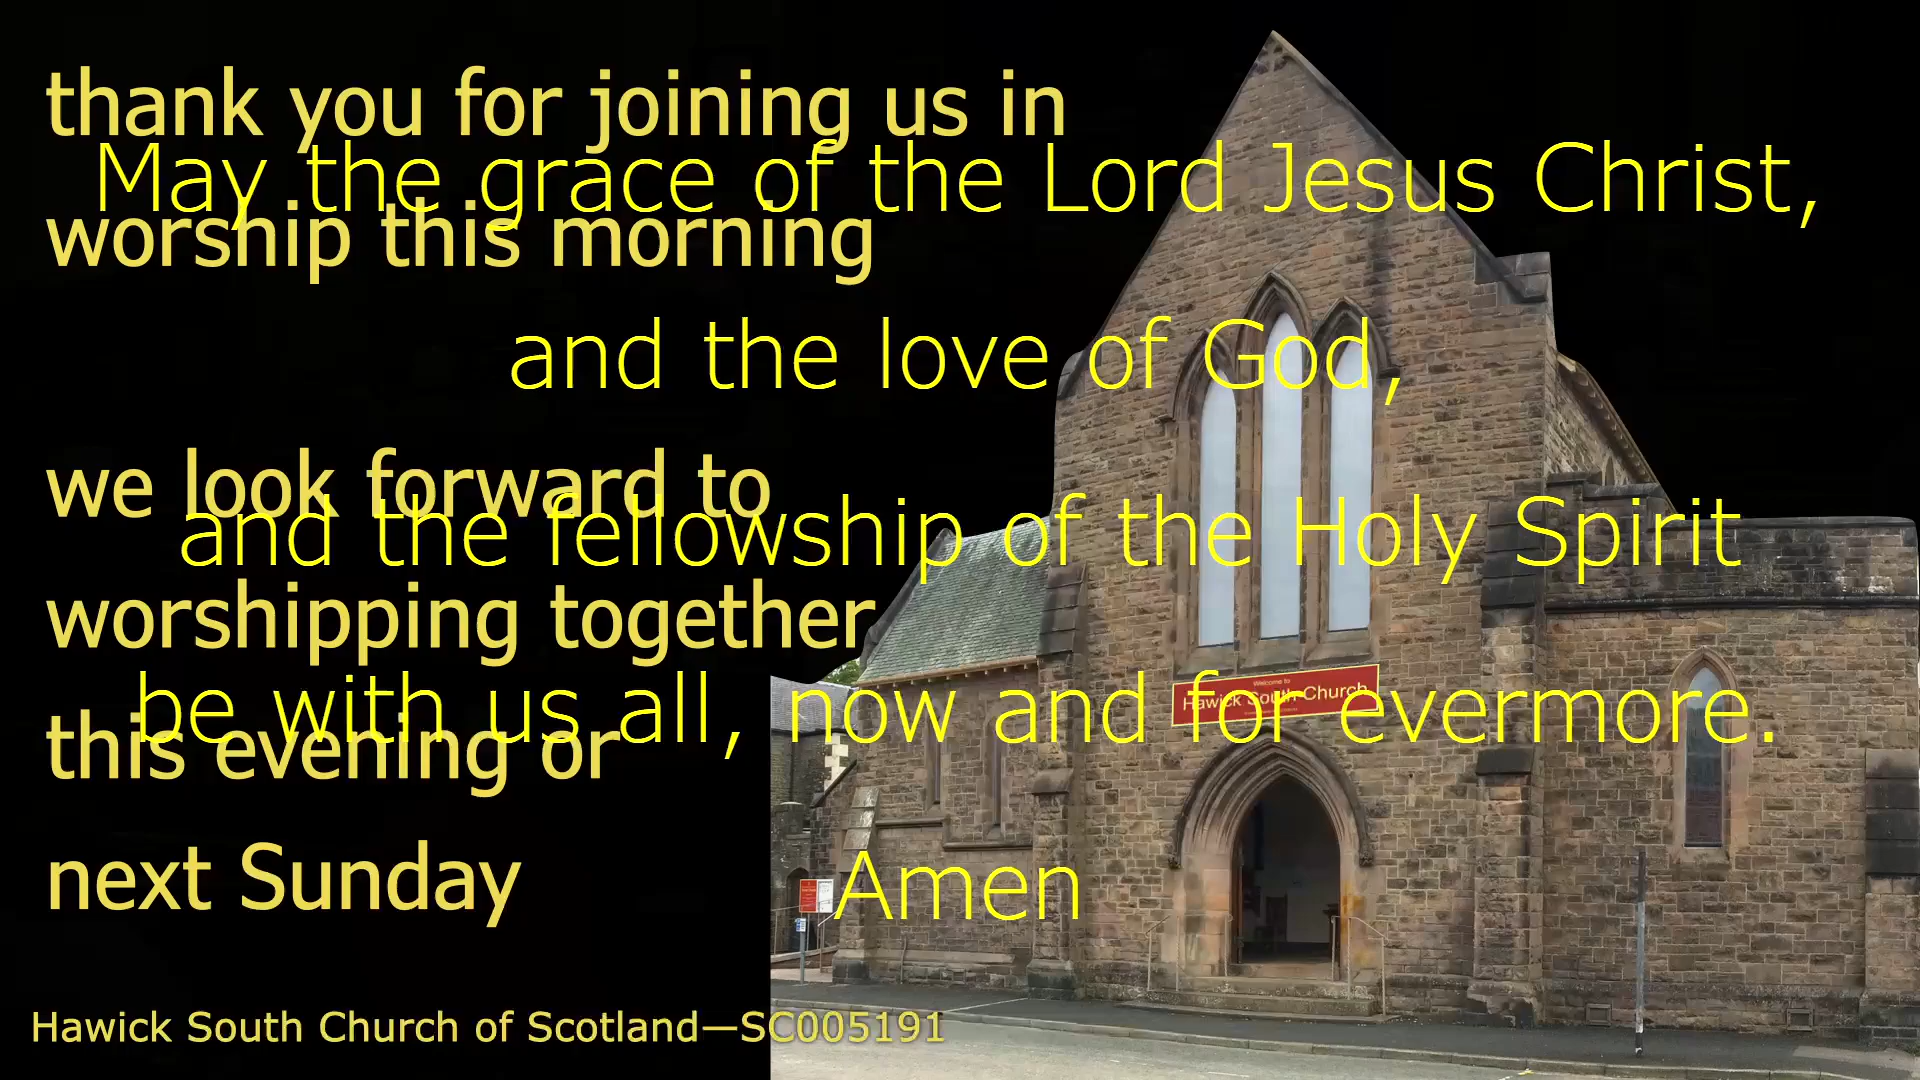 thank you for joining us in
May the grace of the Lord Jesus Christ,
worship this morning
and the love of God,
we look forward to
and the fellowship of the Holy Spirit
worshipping together
be with us all, now and for evermore.
Welcome to
Hawick South Church
this evening or
next Sunday
Amen
Hawick South Church of Scotland—SC005191